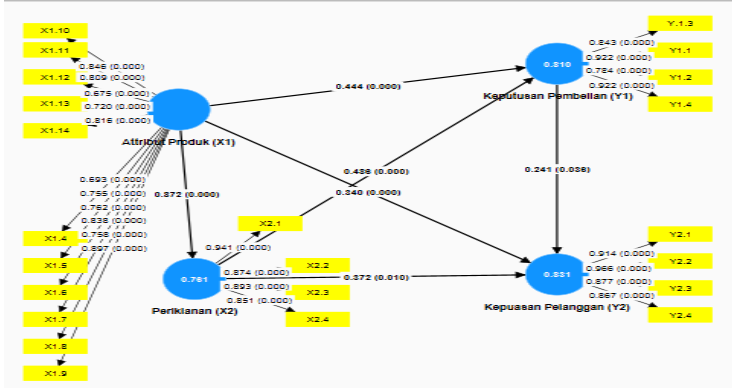 X1.10
X1.11
X1.12
X1.13
X1.14
0.845 (0.000)
0.809 (0.000)
0.675 (0.000)
0.720 (0.000)
0.816 (0.000)
Attribut Produk (X1)
0.693 (0.000)
0.755 (0.000)
0.762 (0.000)
0.838 (0.000)
0.758 (0.000)
0.897 (0.000)
X1.4
X1.5
X1.6
X1.7
X1.8
X1.9
0.872 (0.000)
0.444 (0.000)
0.436 (0.000)
0.340 (0.000)
0.372 (0.010)
0.241 (0.036)
0.761
Periklanan (X2)
X2.1
X2.2
X2.3
X2.4
0.941 (0.000)
0.874 (0.000)
0.893 (0.000)
0.851 (0.000)
0.810
Keputusan Pembelian (Y1)
0.843 (0.000)
0.922 (0.000)
0.784 (0.000)
0.922 (0.000)
Y.1.3
Y1.1
Y1.2
Y1.4
0.831
Kepuasan Pelanggan (Y2)
0.914 (0.000)
0.966 (0.000)
0.877 (0.000)
0.867 (0.000)
Y2.1
Y2.2
Y2.3
Y2.4